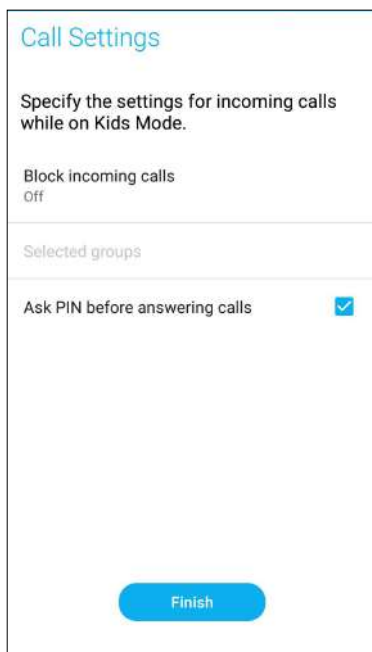 Call Settings
Specify the settings for incoming calls
while on Kids Mode.
Block incoming calls
Off
Selected groups
Ask PIN before answering calls
Finish